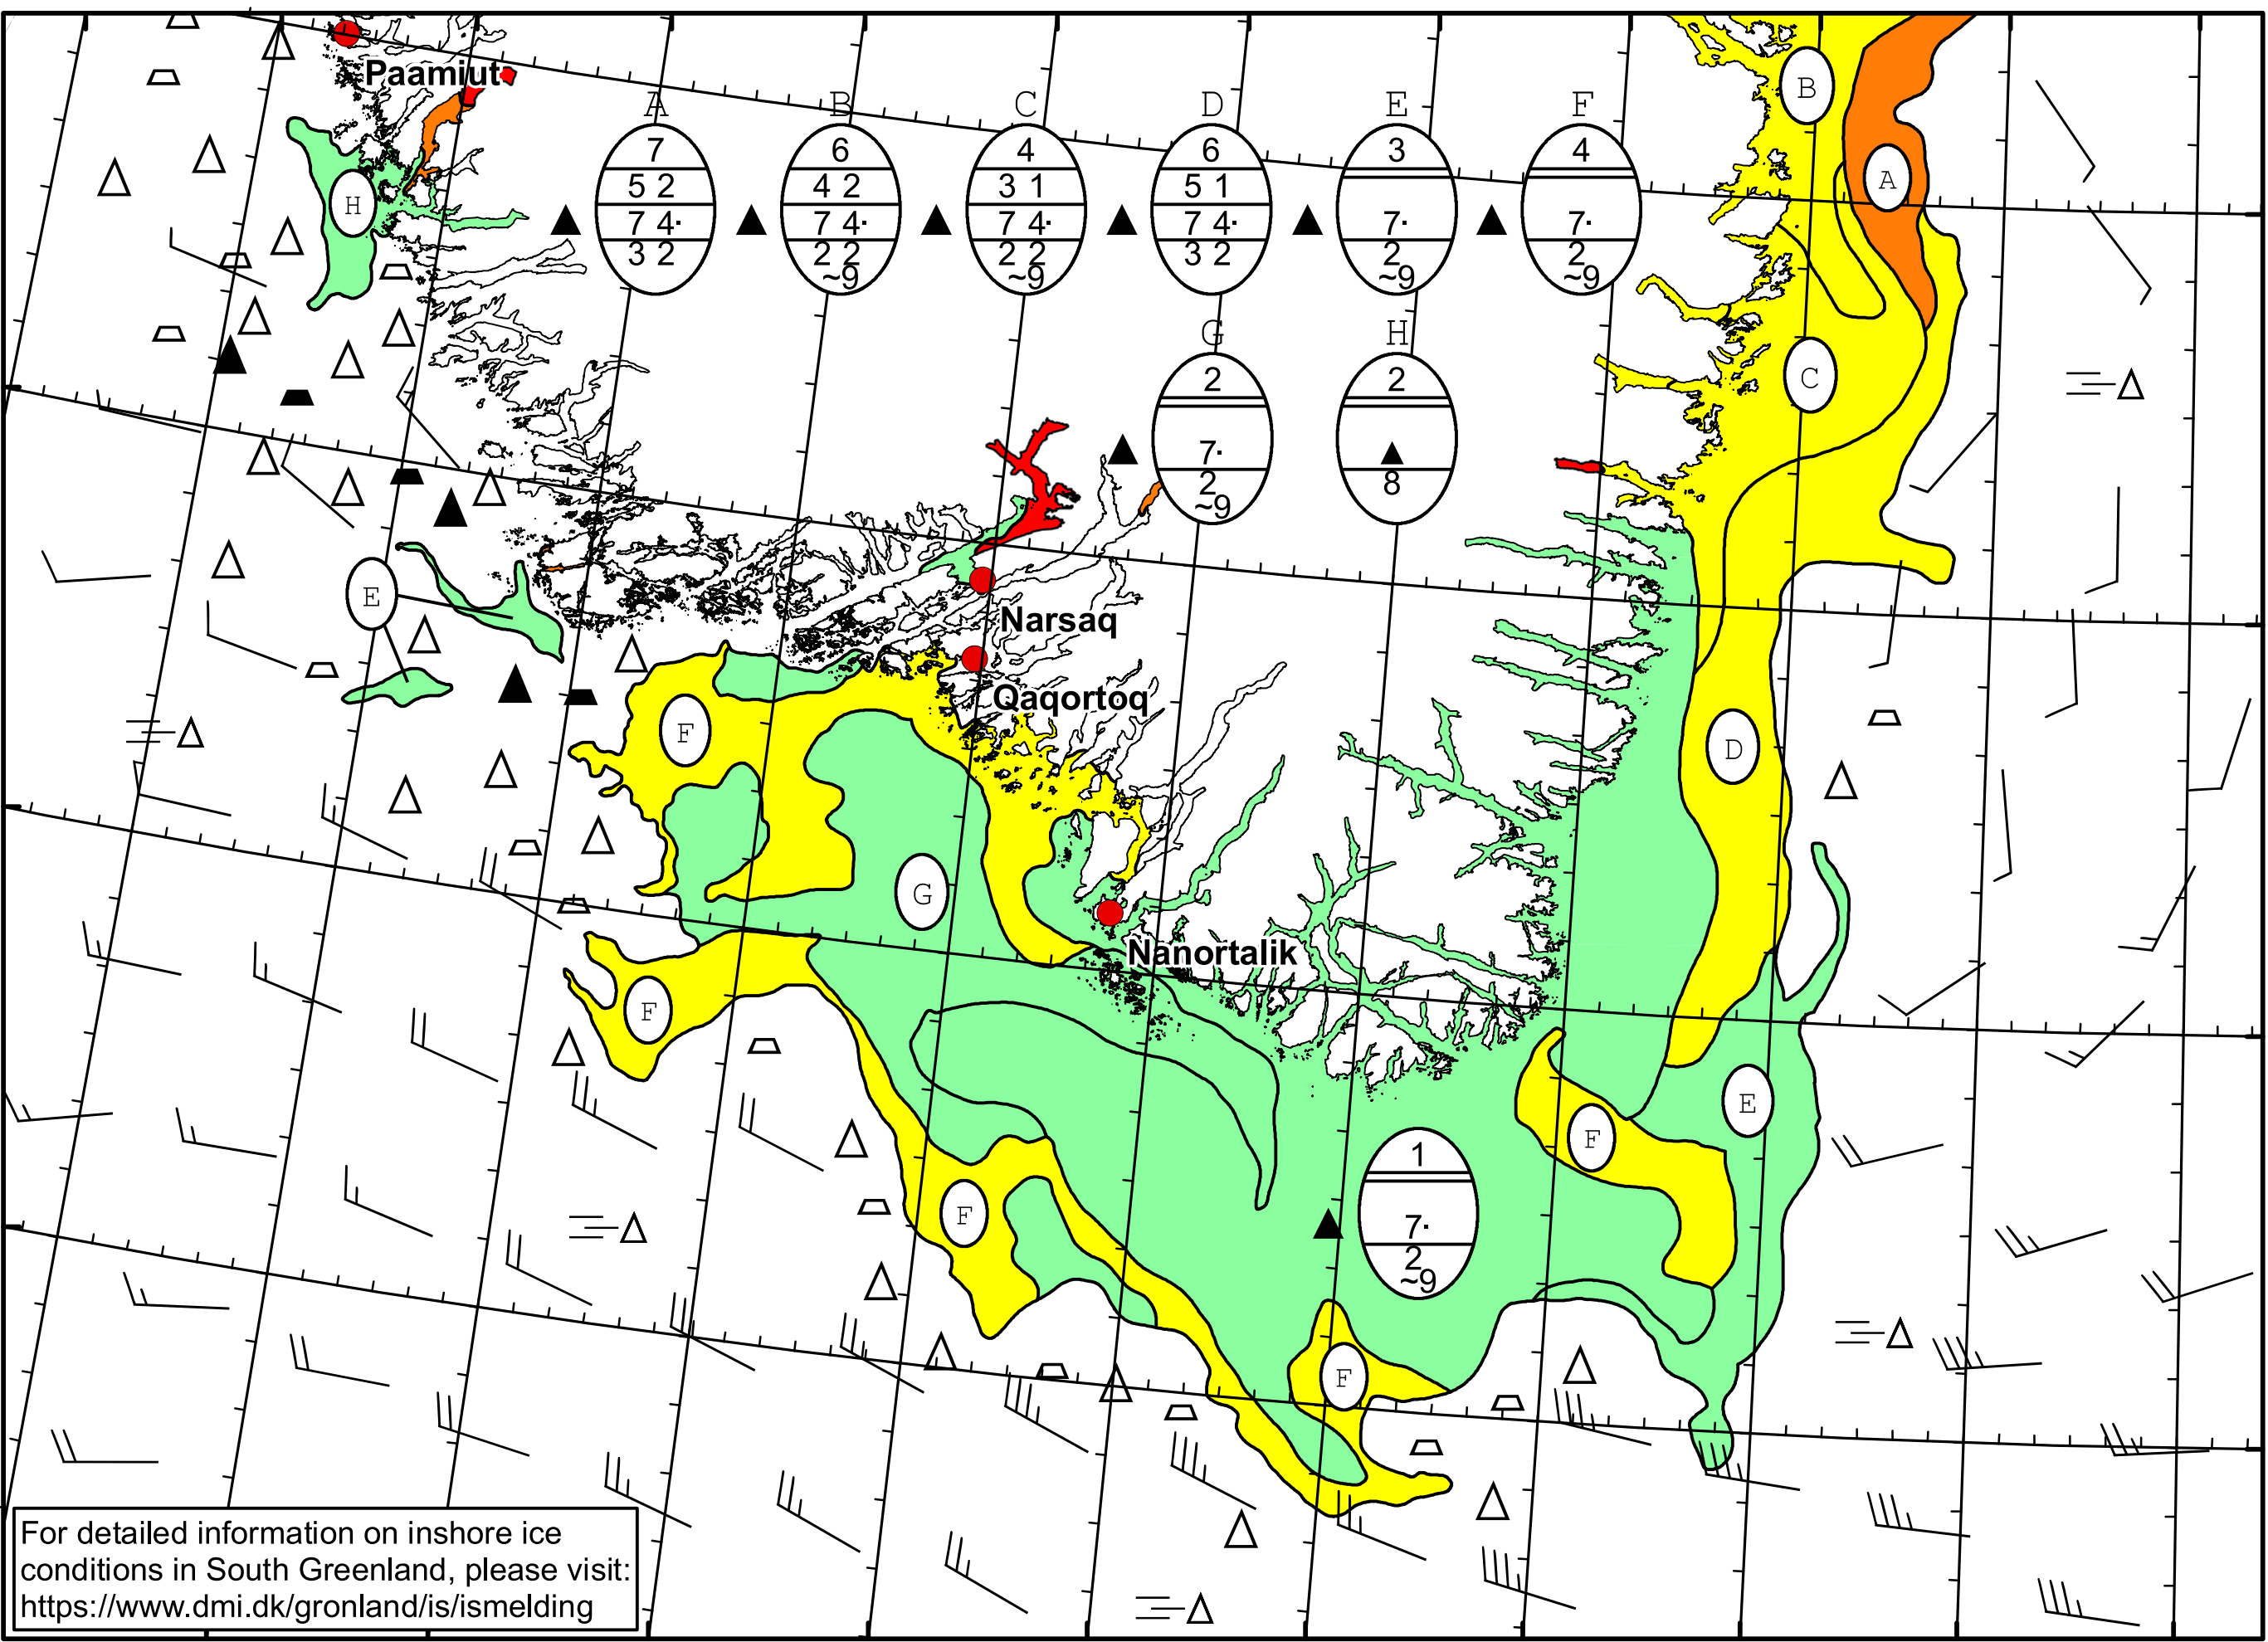 Paamiut
A B C D E F
7 6 4 6 3 4
5 2 4 2 3 1 5 1
7 4· 7 4· 7 4· 7 4· 7· 7·
3 2 2 2 2 2 3 2 2 2
~9 ~9 ~9 ~9
B
A
H
G H
2 2
7·
2 8
~9
C
E
Narsaq
Qaqortoq
F
D
G
Nanortalik
F
E
F
1
7·
2
~9
F
F
For detailed information on inshore ice
conditions in South Greenland, please visit:
https://www.dmi.dk/gronland/is/ismelding